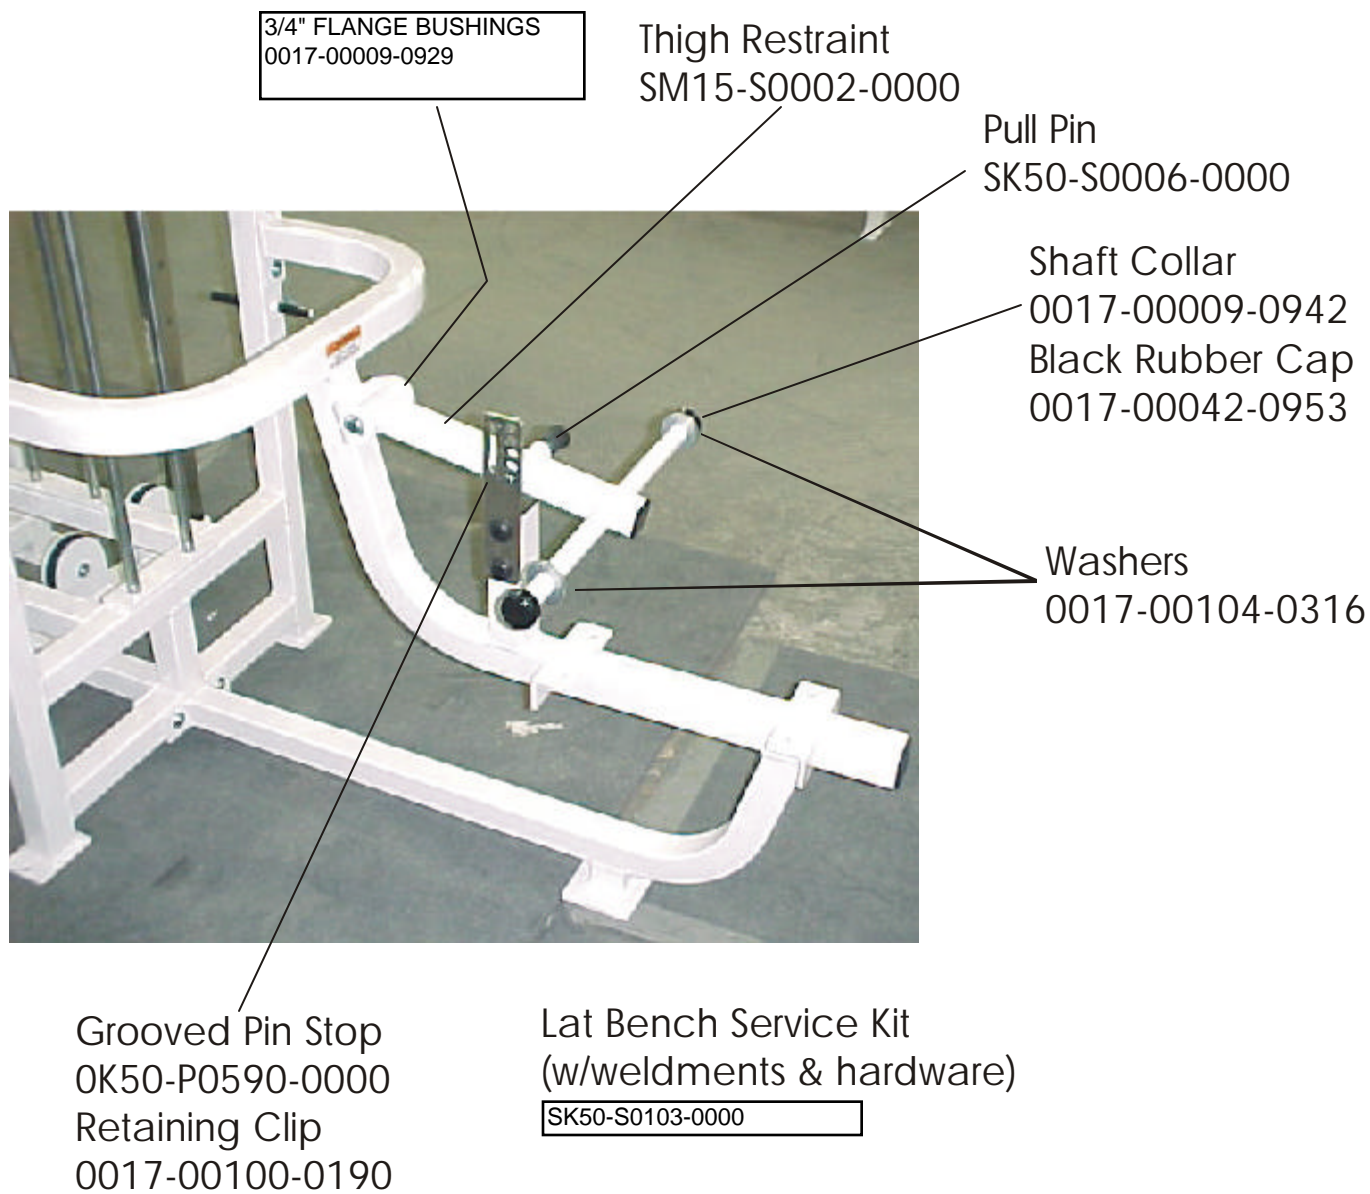 3/4" FLANGE BUSHINGS
0017-00009-0929
Thigh Restraint
SM15-S0002-0000
Pull Pin
SK50-S0006-0000
Shaft Collar
0017-00009-0942
Black Rubber Cap
0017-00042-0953
Washers
0017-00104-0316
Grooved Pin Stop
0K50-P0590-0000
Retaining Clip
0017-00100-0190
Lat Bench Service Kit
(w/weldments & hardware)
SK50-S0103-0000